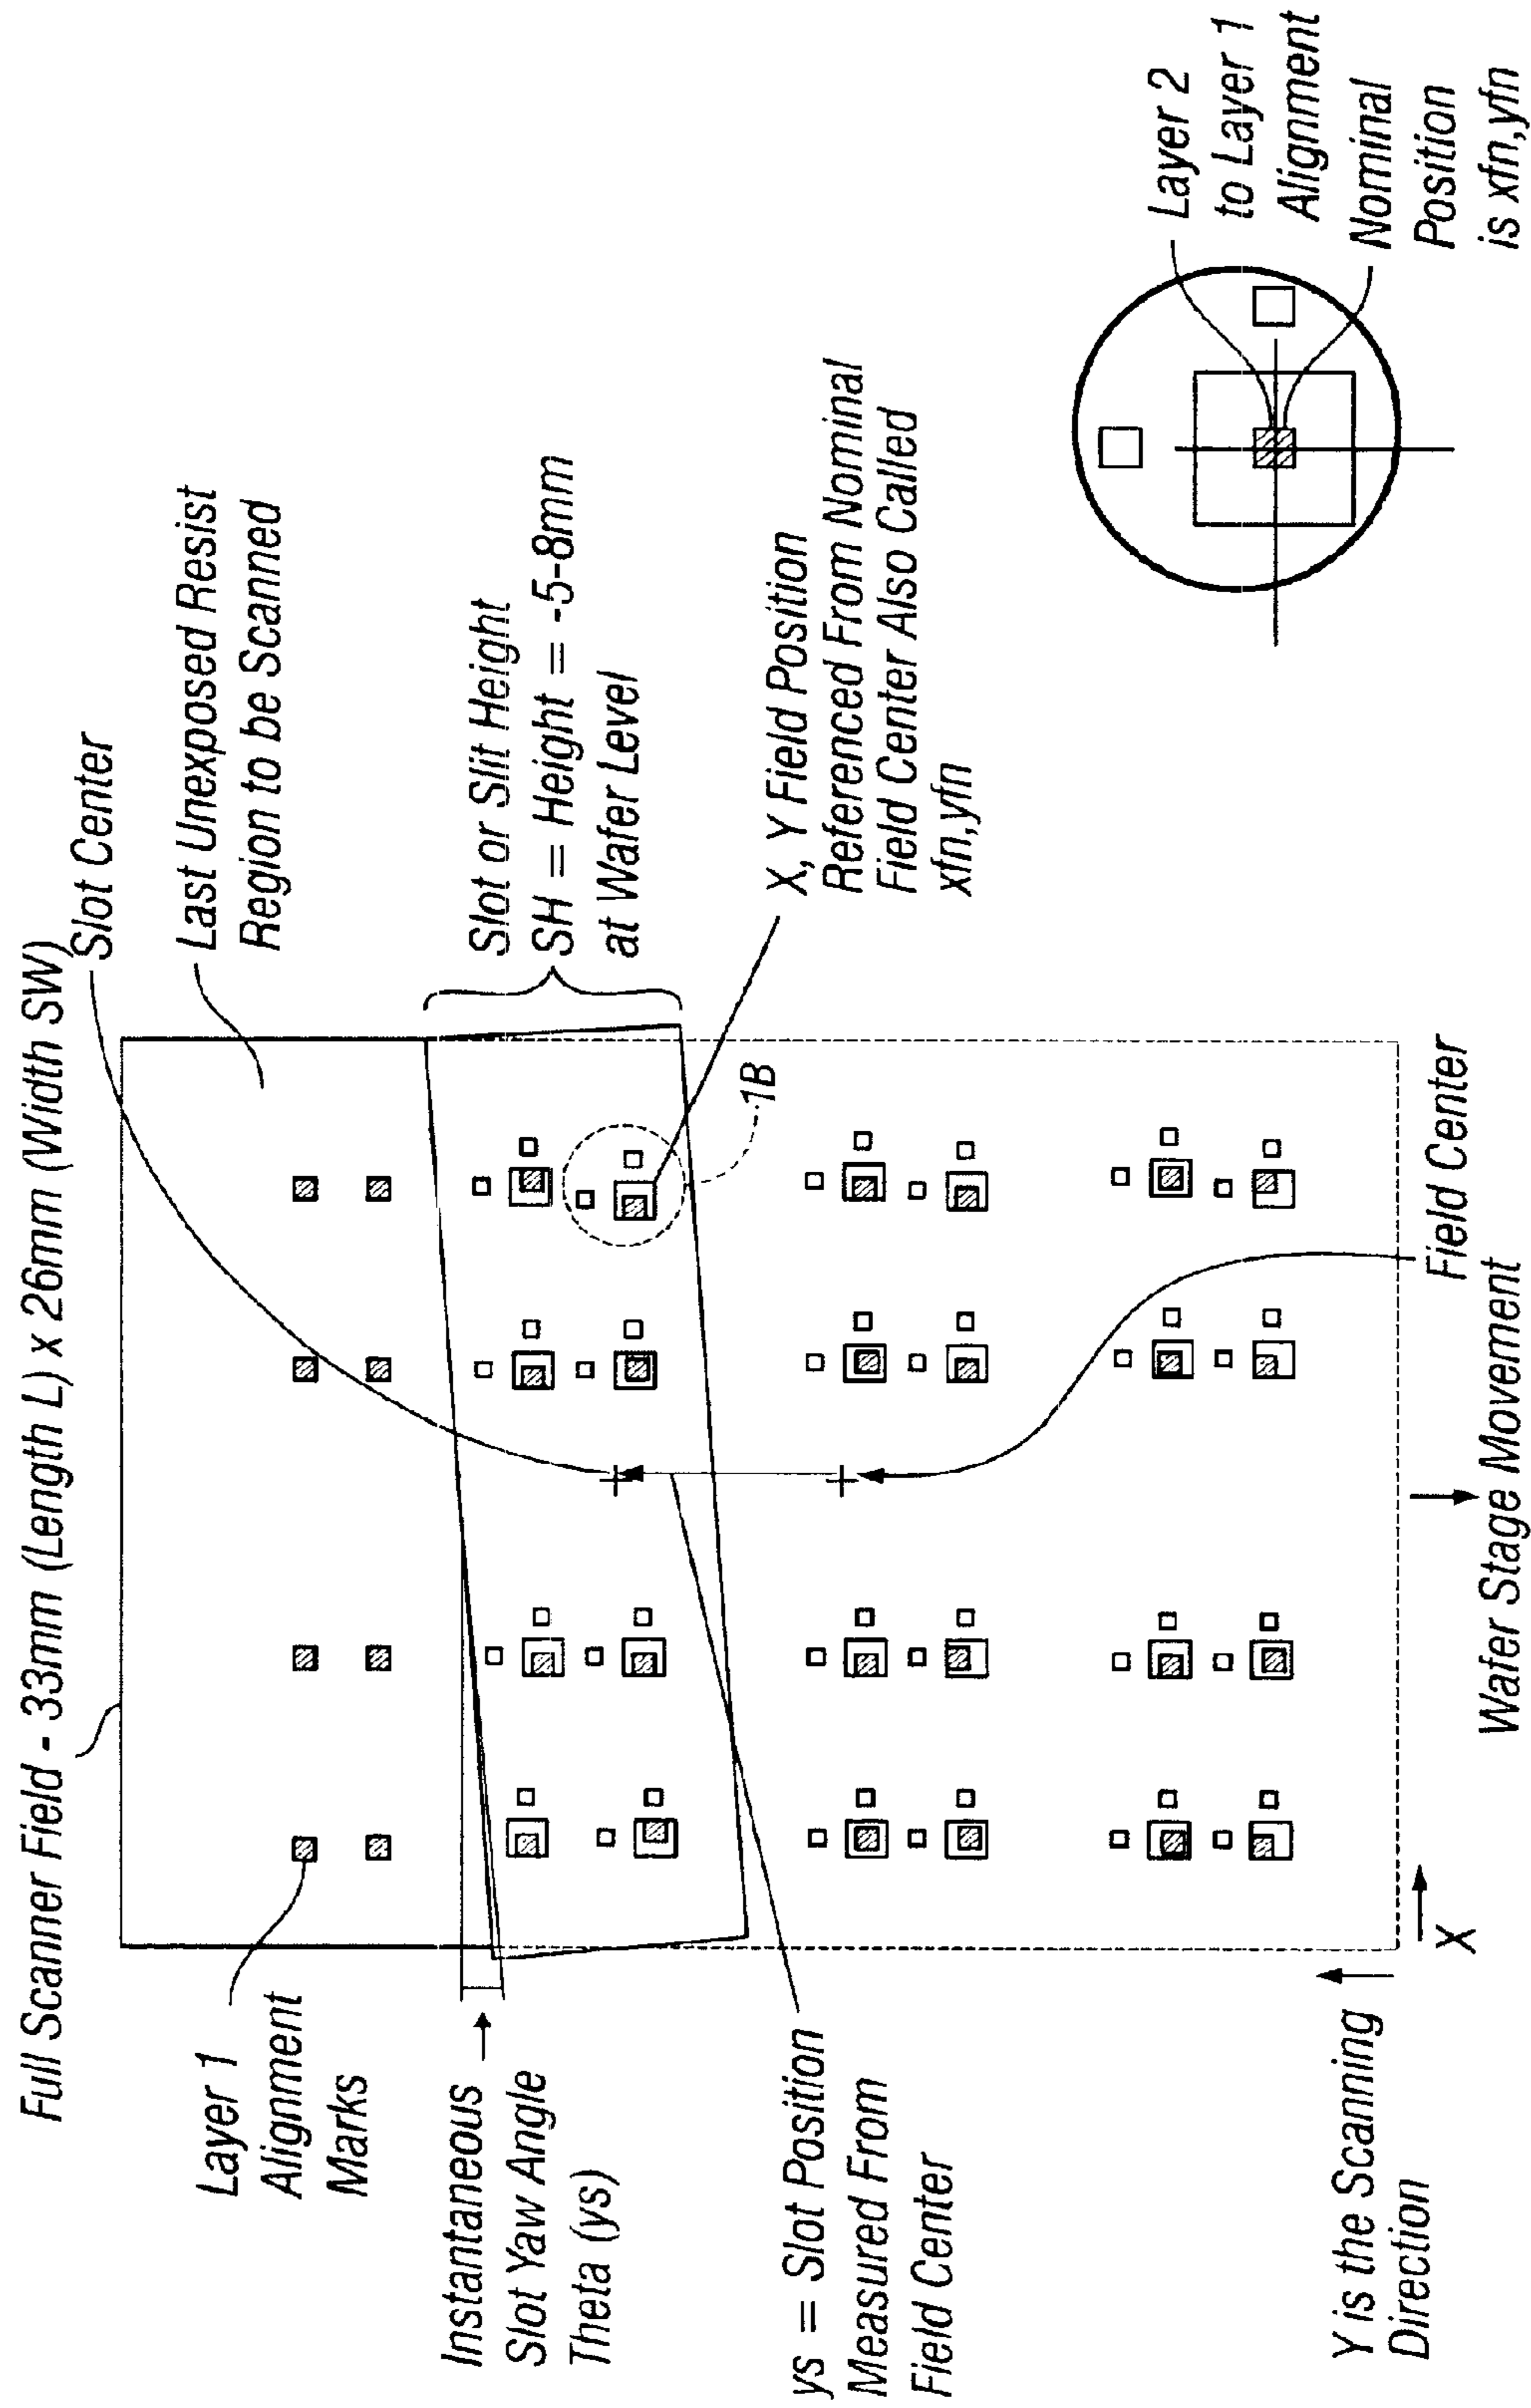 Full Scanner Field - 33mm (Length L) x 26mm (Width SW)
Slot Center
Last Unexposed Resist
Region to be Scanned
Layer 1
Alignment
Marks
Slot or Slit Height
SH = Height = -5-8mm
at Wafer Level
Instantaneous
Slot Yaw Angle
Theta (ys)
X, Y Field Position
Referenced From Nominal
Field Center Also Called
xfn,yfn
1B
ys = Slot Position
Measured From
Field Center
Layer 2
to Layer 1
Alignment
Nominal
Position
is xfn,yfn
Y is the Scanning
Direction
X
Field Center
Wafer Stage Movement